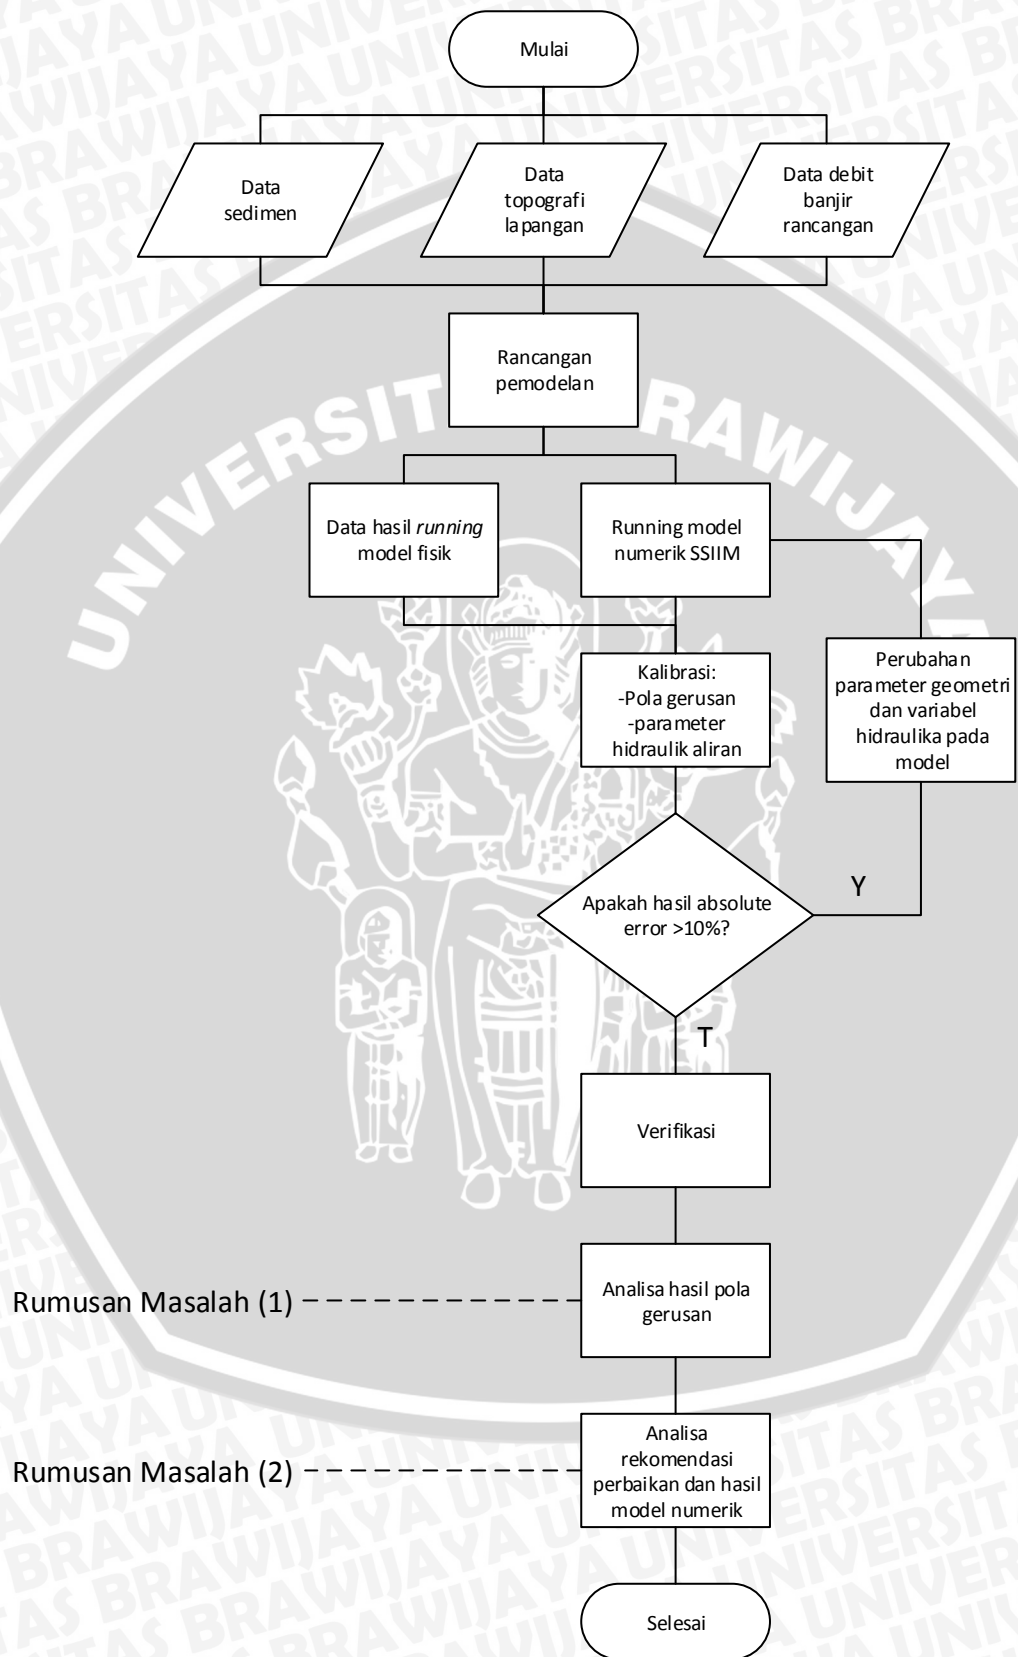 Mulai
Data
sedimen
Data
topografi
lapangan
Data debit
banjir
rancangan
Rancangan
pemodelan
UNIVERSIT
RAWIJAYA
Data hasil running
model fisik
Running model
numerik SSIIM
Kalibrasi:
-Pola gerusan
-parameter
hidraulik aliran
Perubahan
parameter geometri
dan variabel
hidraulika pada
model
Apakah hasil absolute
error >10%?
Y
T
Verifikasi
Rumusan Masalah (1)
Analisa hasil pola
gerusan
Rumusan Masalah (2)
Analisa
rekomendasi
perbaikan dan hasil
model numerik
Selesai